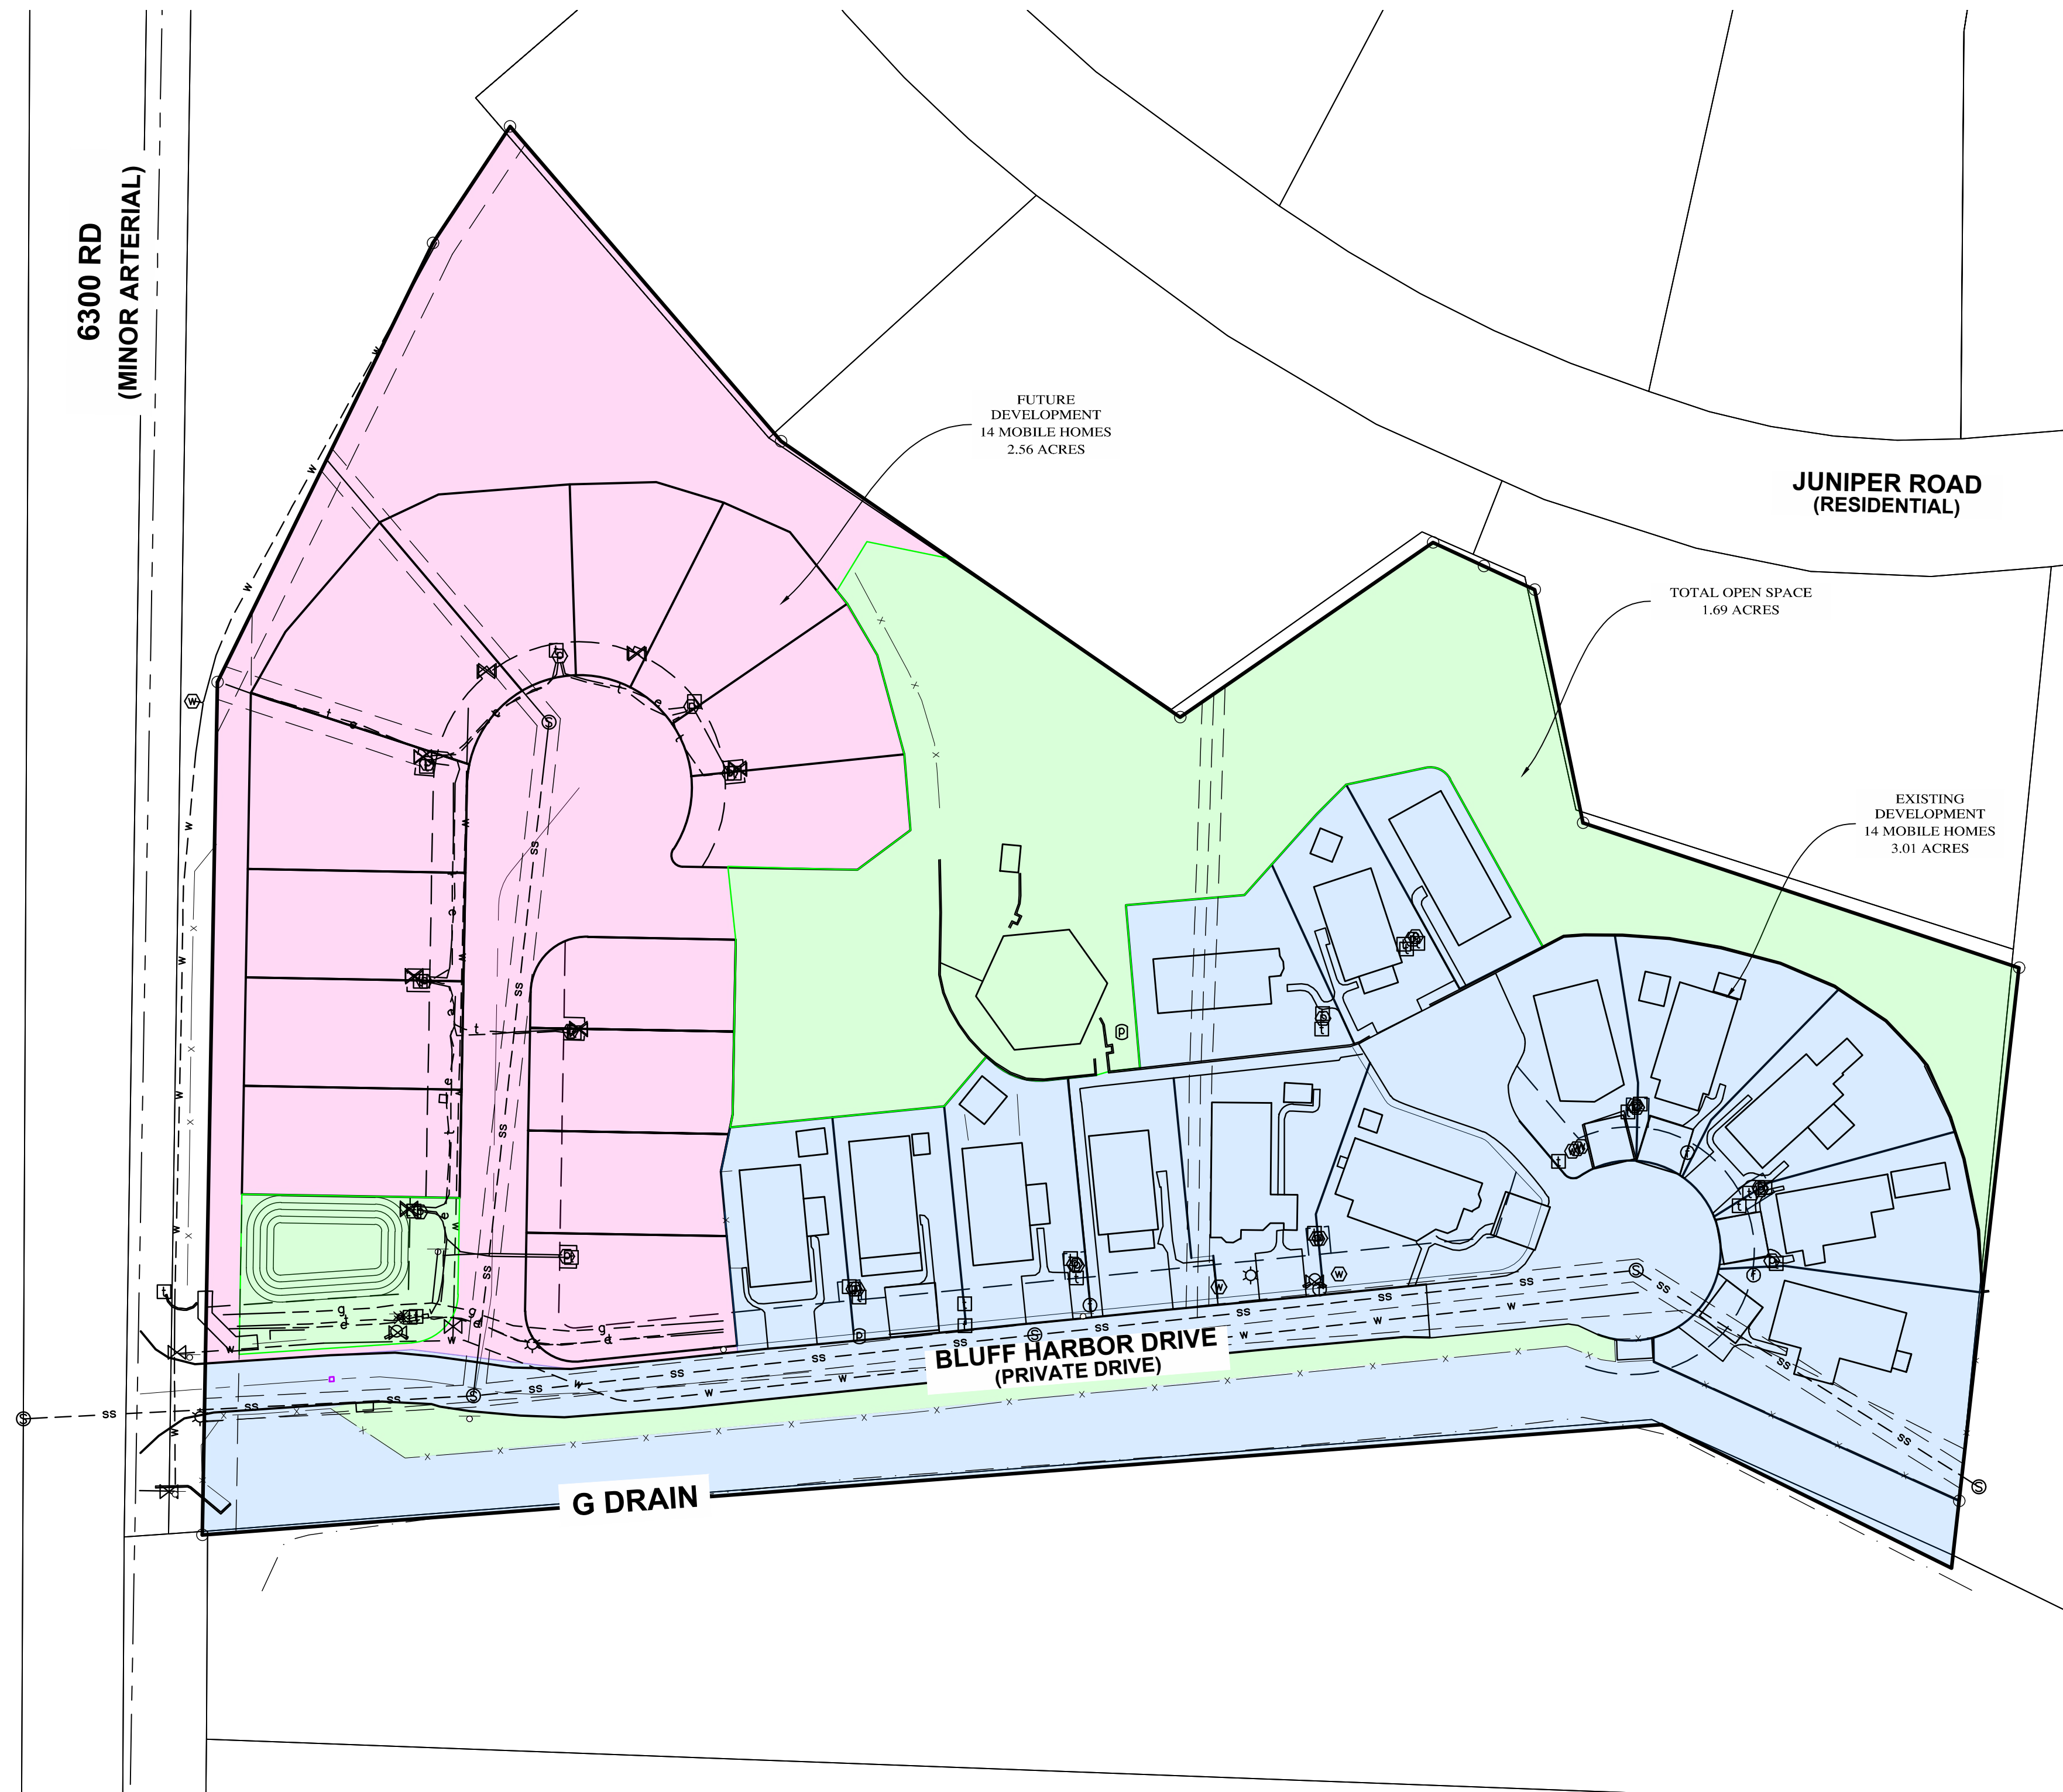 6300 RD
(MINOR ARTERIAL)
FUTURE
DEVELOPMENT
14 MOBILE HOMES
2.56 ACRES
JUNIPER ROAD
(RESIDENTIAL)
TOTAL OPEN SPACE
1.69 ACRES
EXISTING
DEVELOPMENT
14 MOBILE HOMES
3.01 ACRES
BLUFF HARBOR DRIVE
(PRIVATE DRIVE)
G DRAIN